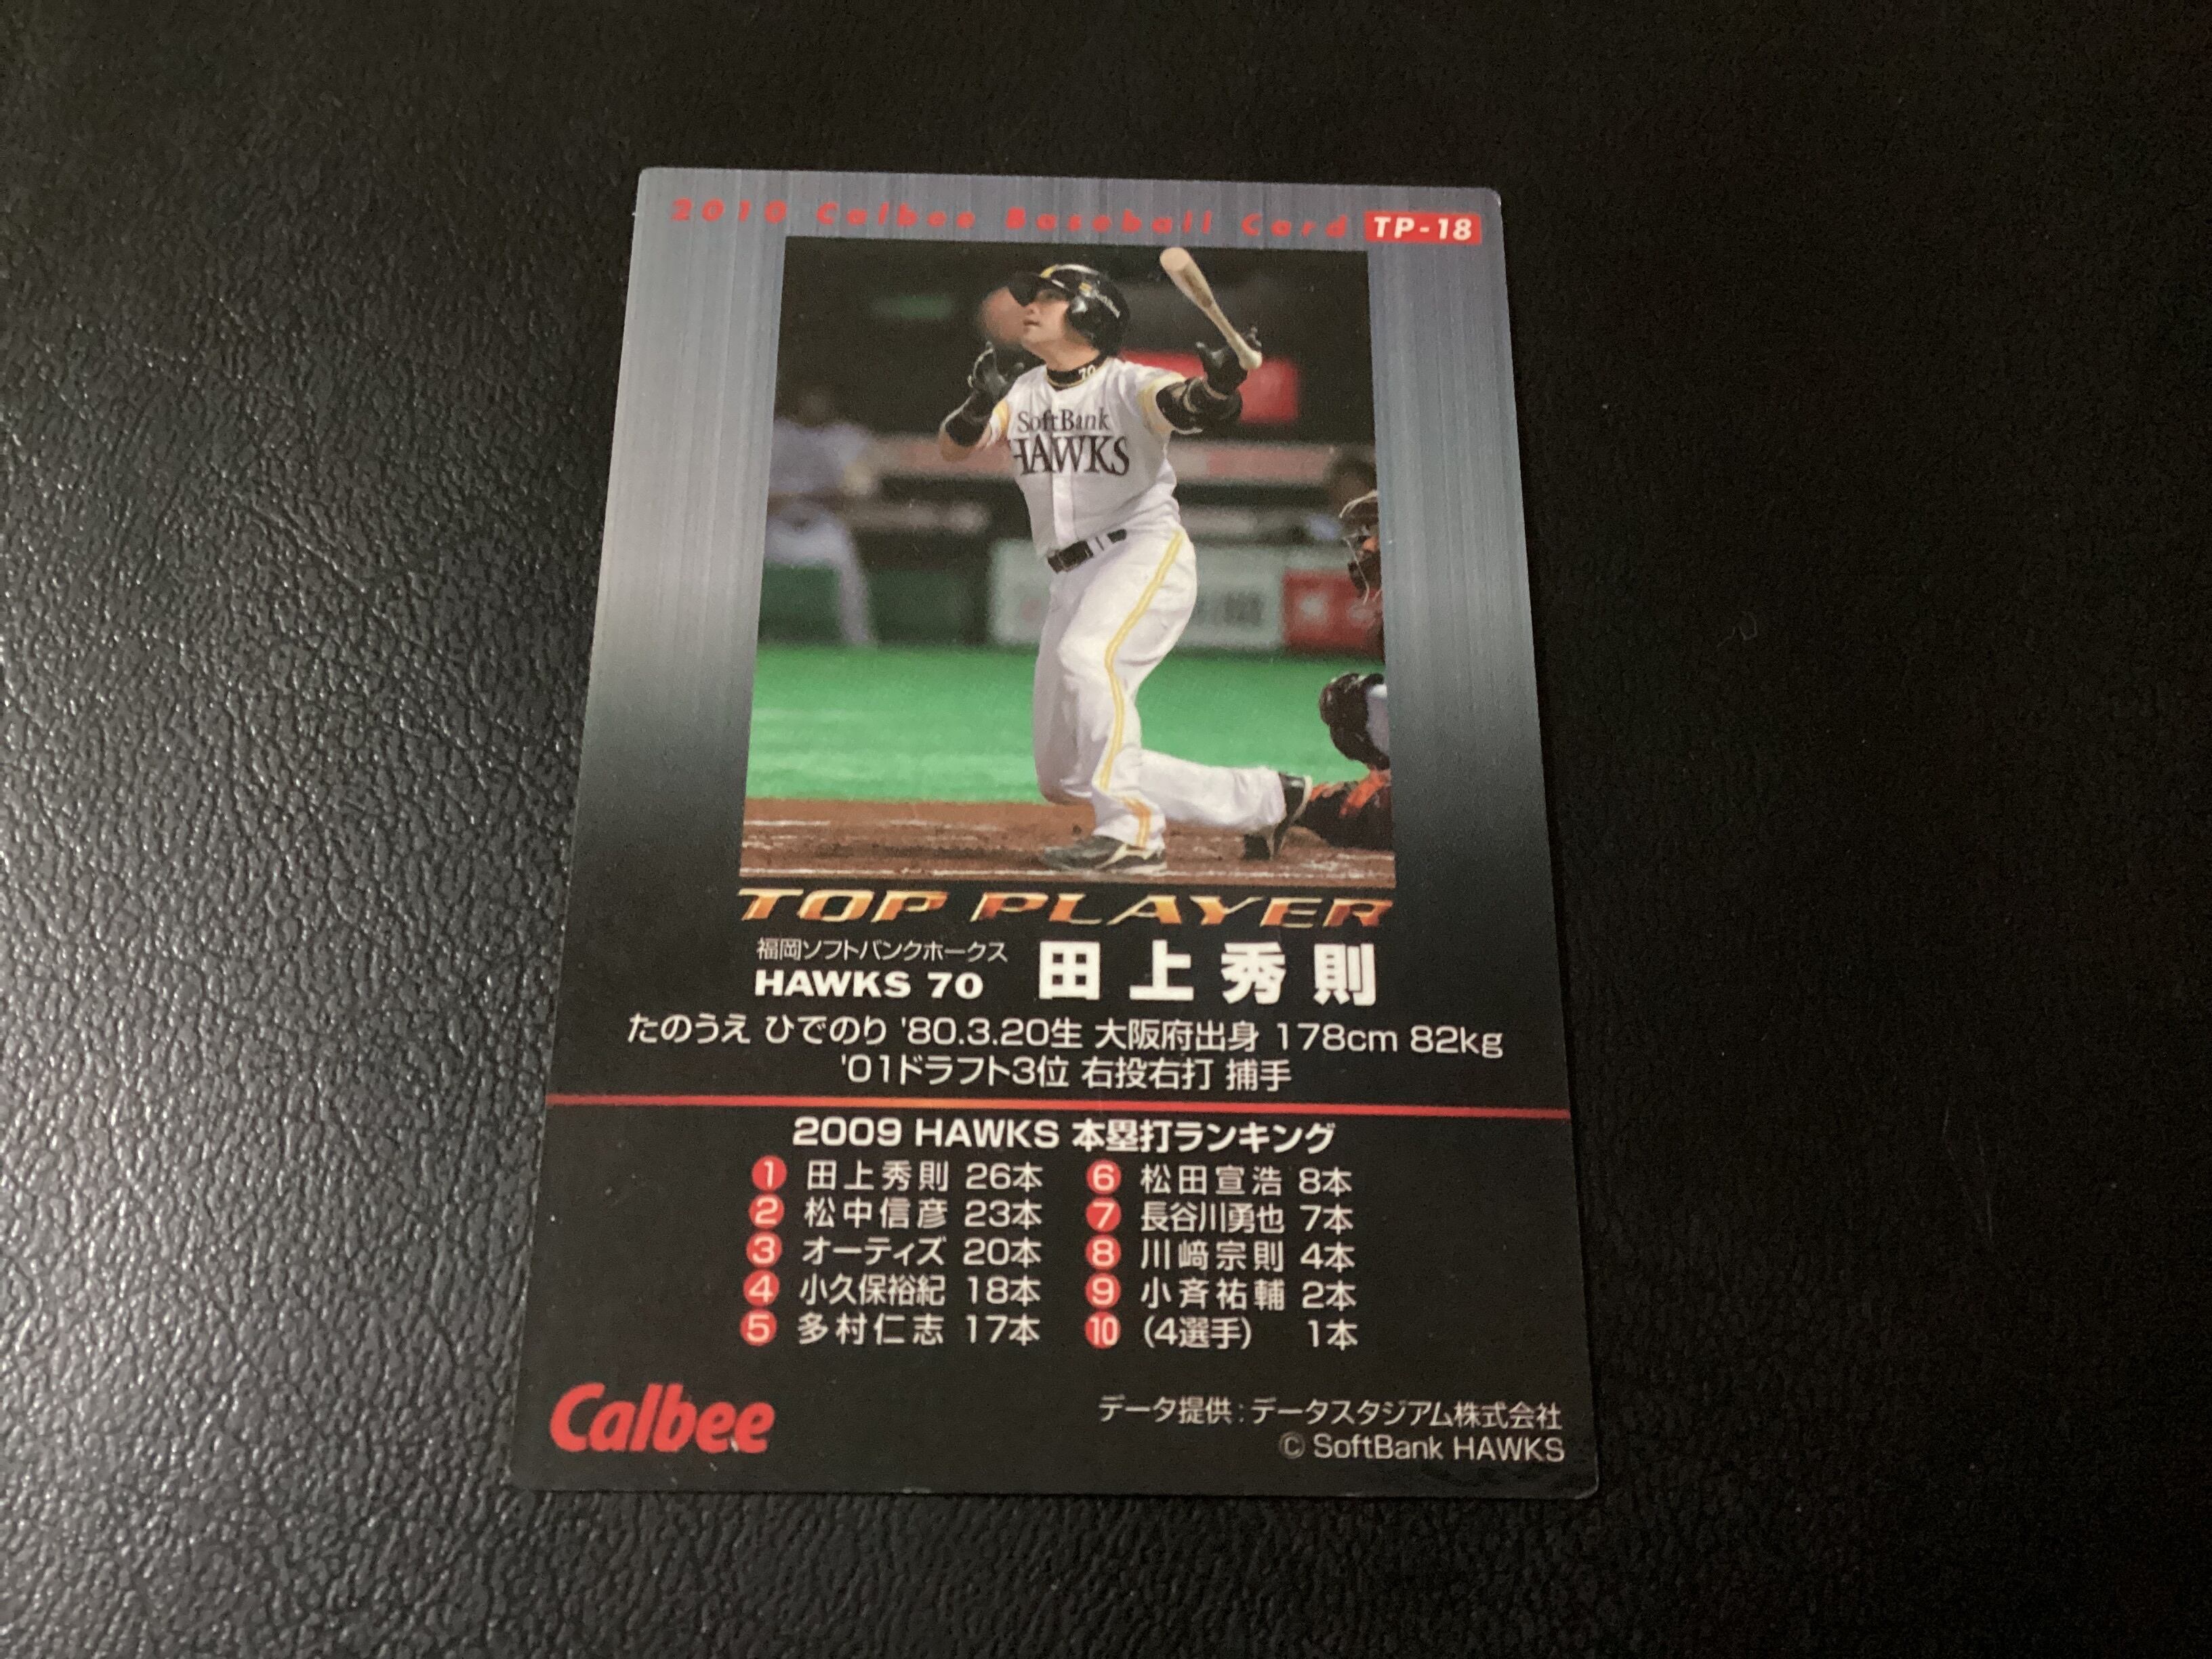 2010 Calbee Baseball Card TP-18
70
SoftBank
HAWKS
TOP PLAYER
福岡ソフトバンクホークス
HAWKS 70 田上秀則
たのうえ ひでのり '80.3.20生 大阪府出身 178cm 82kg
'01ドラフト3位 右投右打 捕手
2009 HAWKS 本塁打ランキング
1 田上秀則 26本
2 松中信彦 23本
3 オーティズ 20本
4 小久保裕紀 18本
5 多村仁志 17本
6 松田宣浩 8本
7 長谷川勇也 7本
8 川﨑宗則 4本
9 小斉祐輔 2本
10 (4選手) 1本
Calbee
データ提供:データスタジアム株式会社
© SoftBank HAWKS